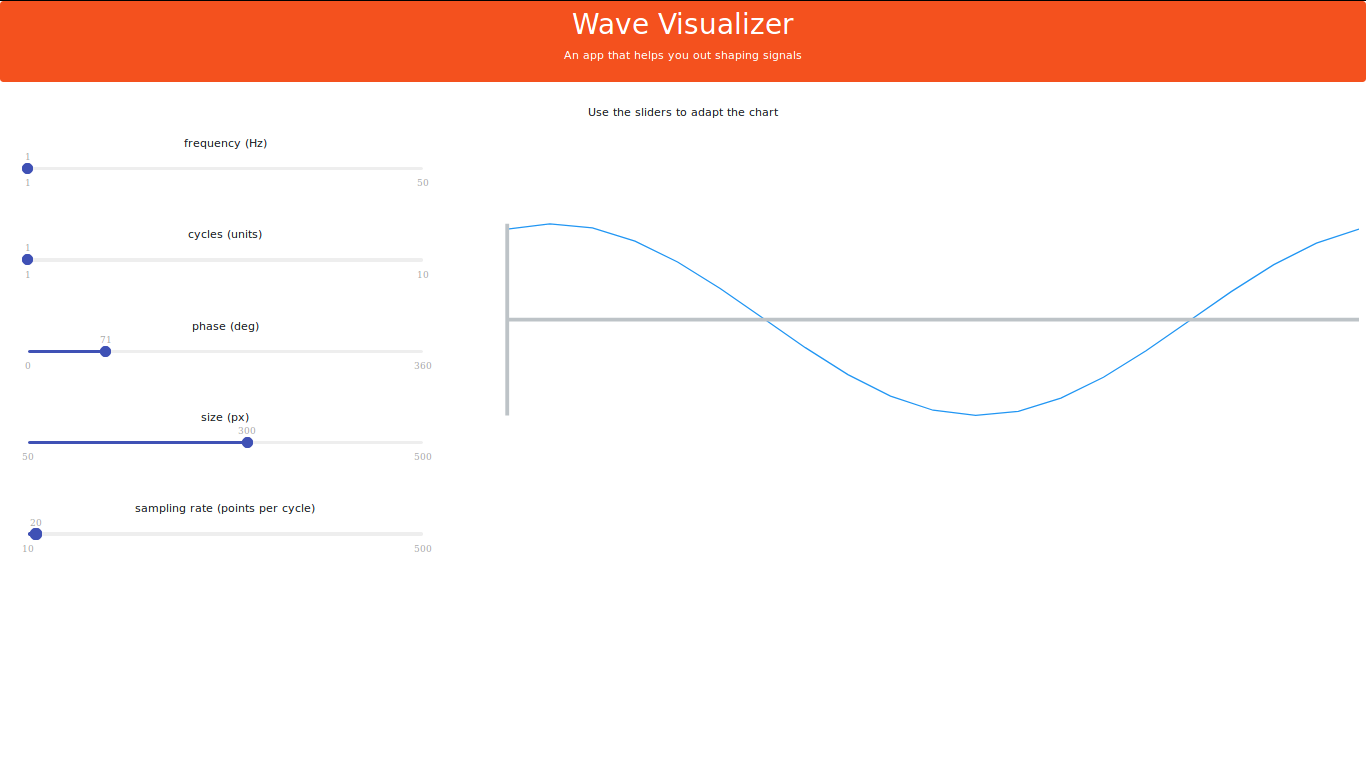 Wave Visualizer
An app that helps you out shaping signals
Use the sliders to adapt the chart
frequency (Hz)
1
1 50
cycles (units)
1
1 10
phase (deg)
71
0 360
size (px)
300
50 500
sampling rate (points per cycle)
20
10 500